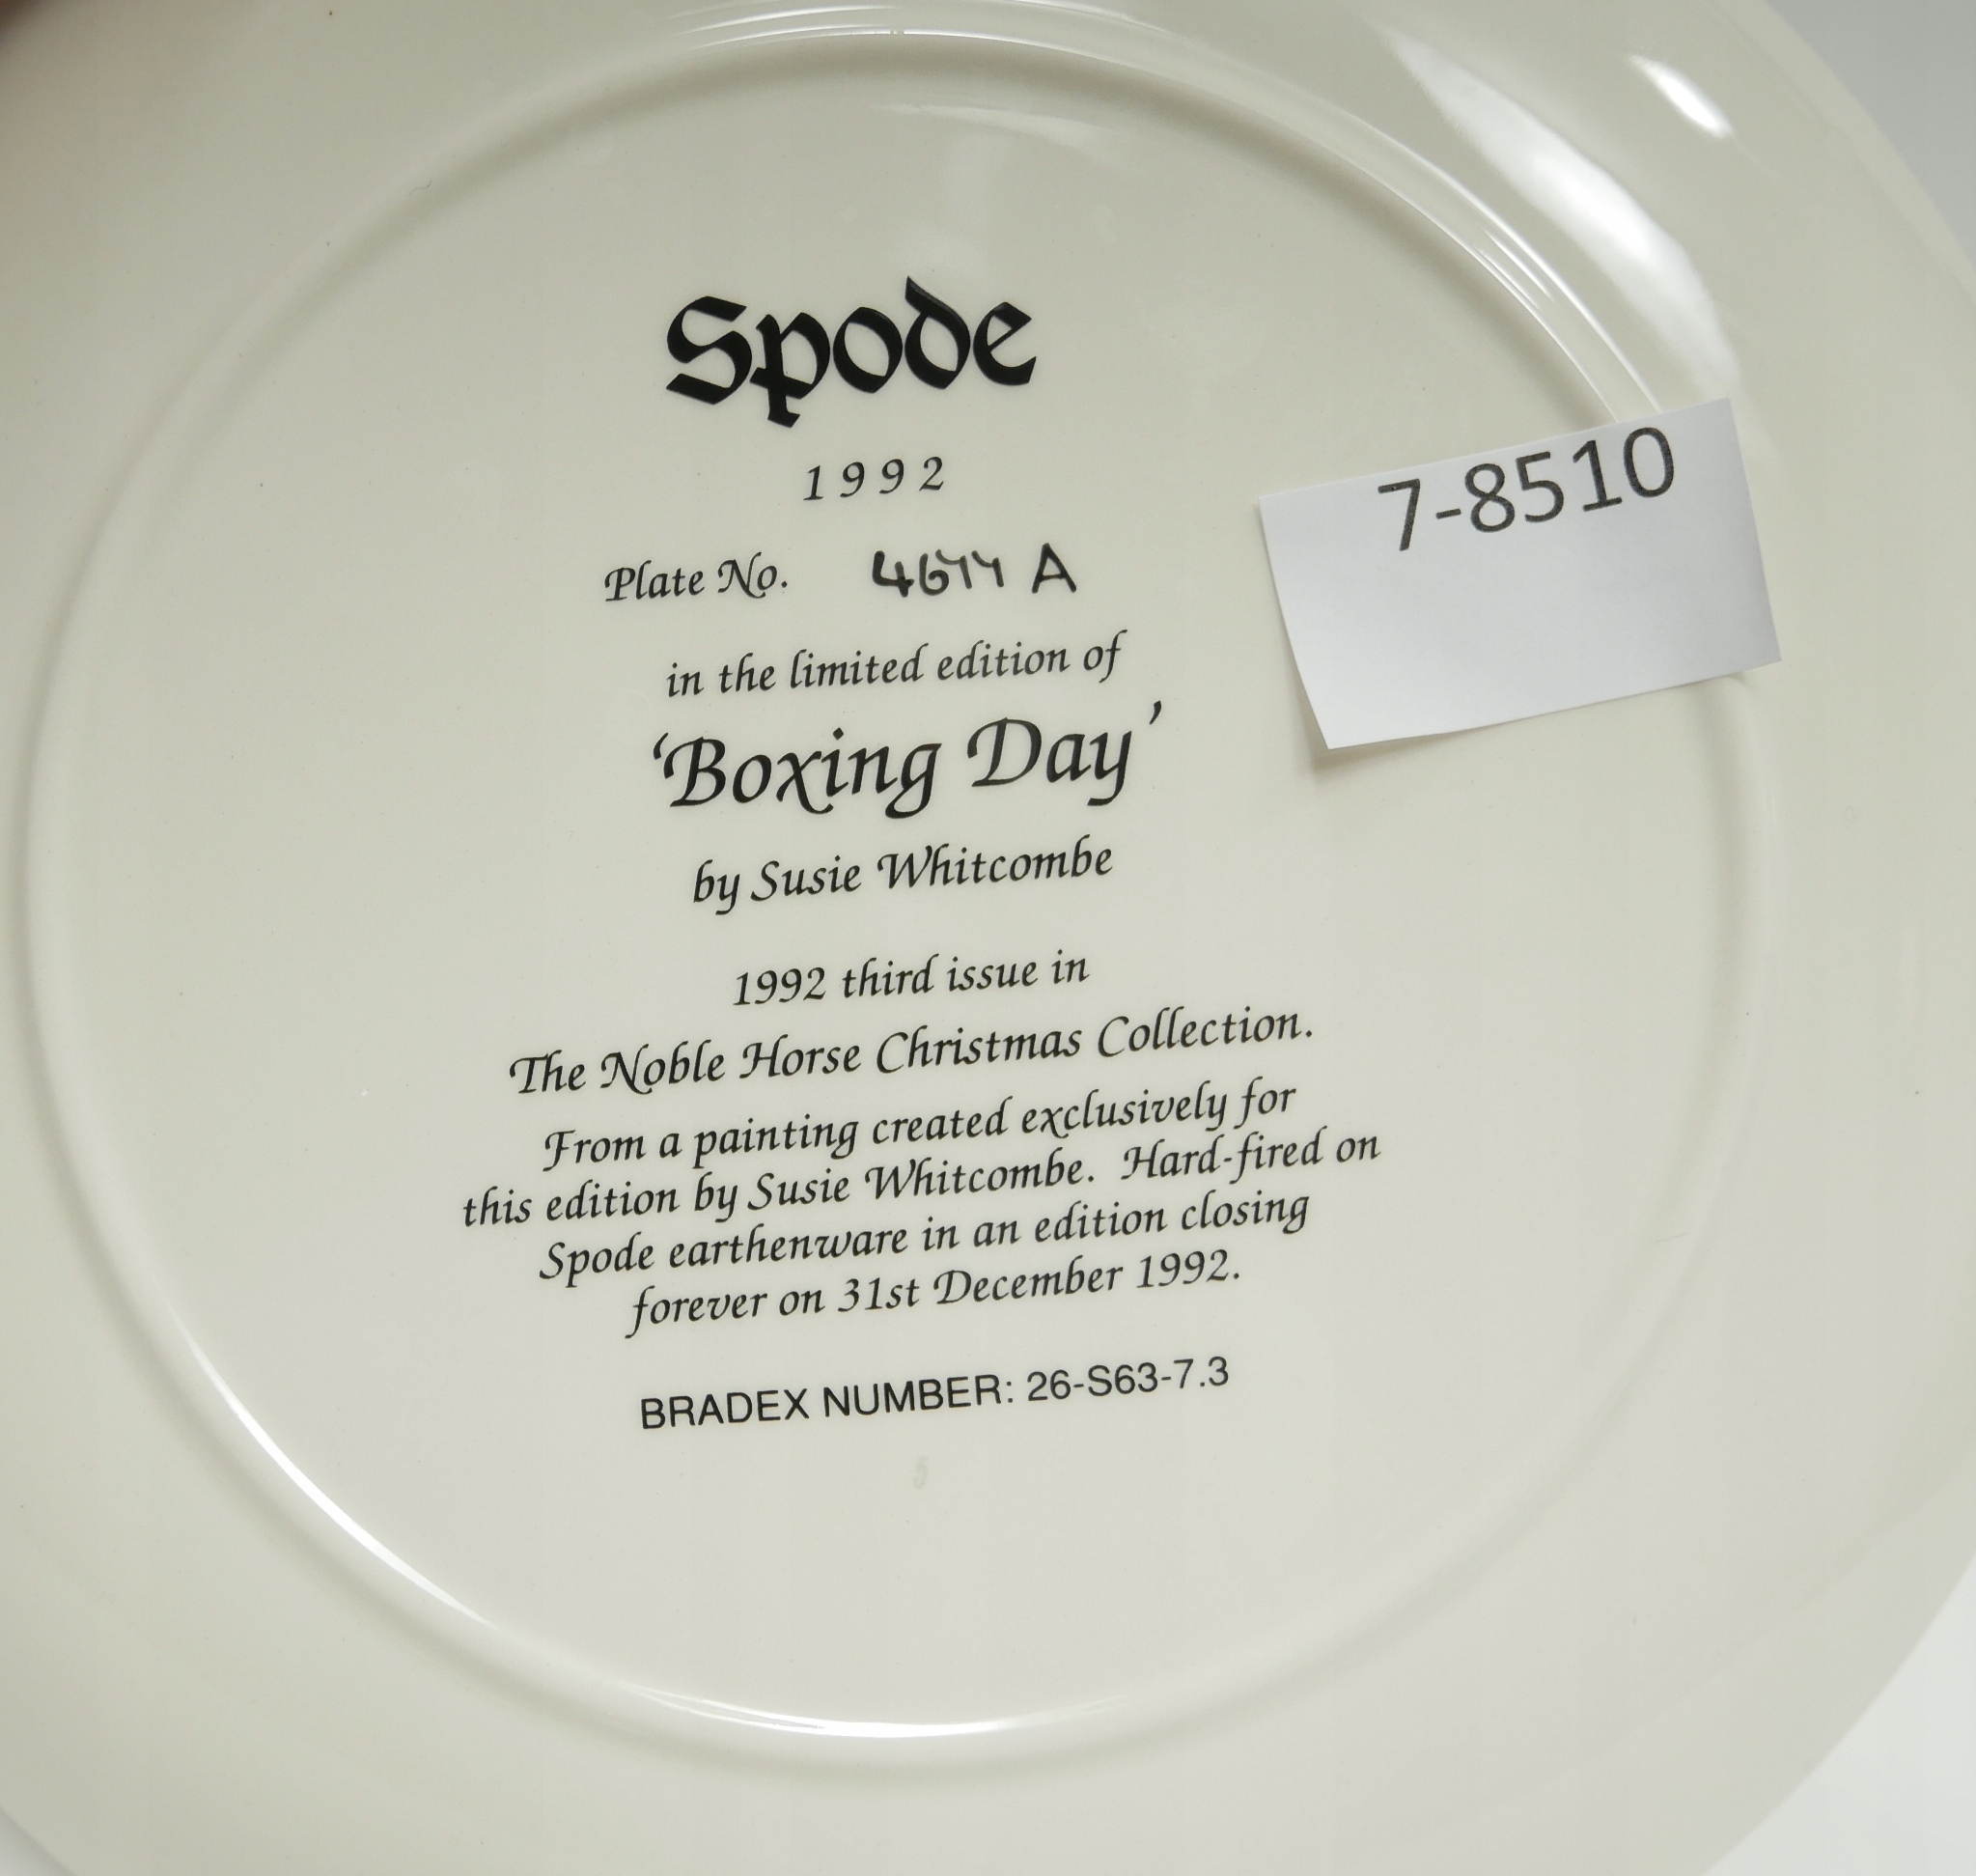 Spode
1992
7-8510
Plate No. A
in the limited edition of
‘Boxing Day’
by Susie Whitcombe
1992 third issue in
The Noble Horse Christmas Collection.
From a painting created exclusively for
this edition by Susie Whitcombe. Hard-fired on
Spode earthenware in an edition closing
forever on 31st December 1992.
BRADEX NUMBER: 26-S63-7.3
5